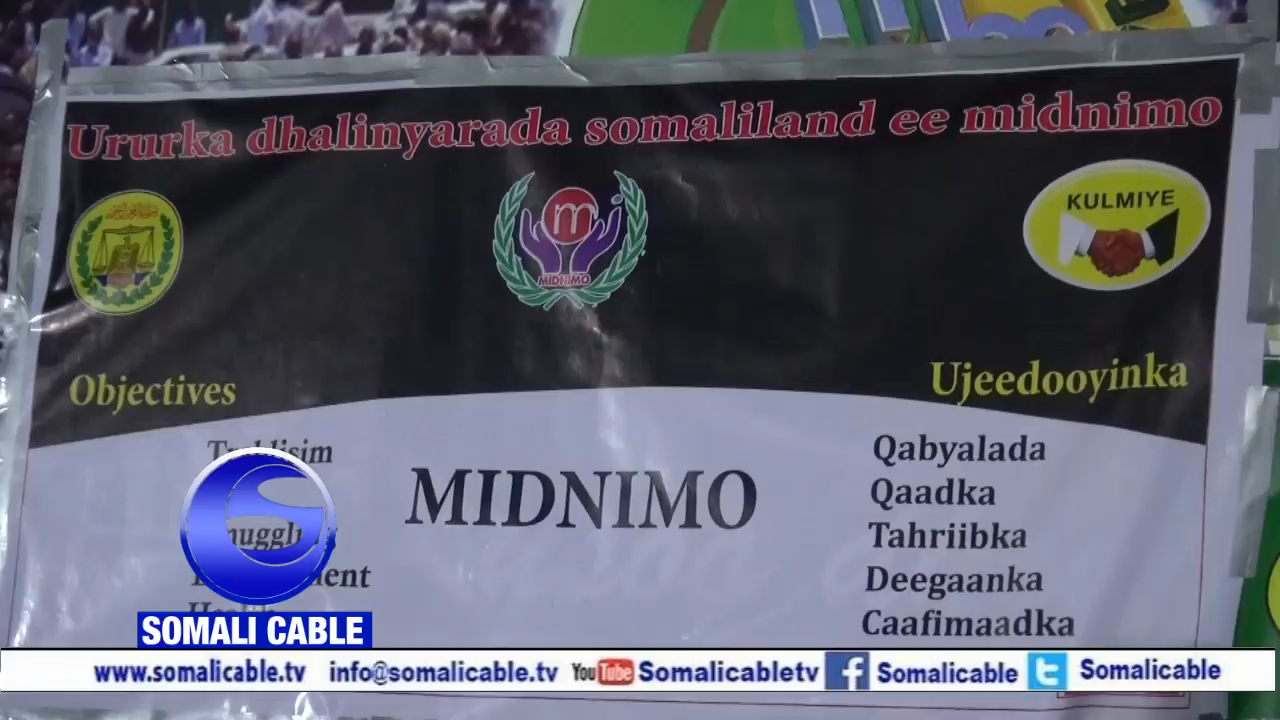 Ururka dhalinyarada somaliland ee midnimo
m
MIDNIMO
KULMIYE
Objectives
Ujeedooyinka
MIDNIMO
Qabyalada
Qaadka
Tahriibka
Deegaanka
Caafimaadka
SOMALI CABLE
www.somalicable.tv info@somalicable.tv YouTube Somalicabletv f Somalicable Somalicable